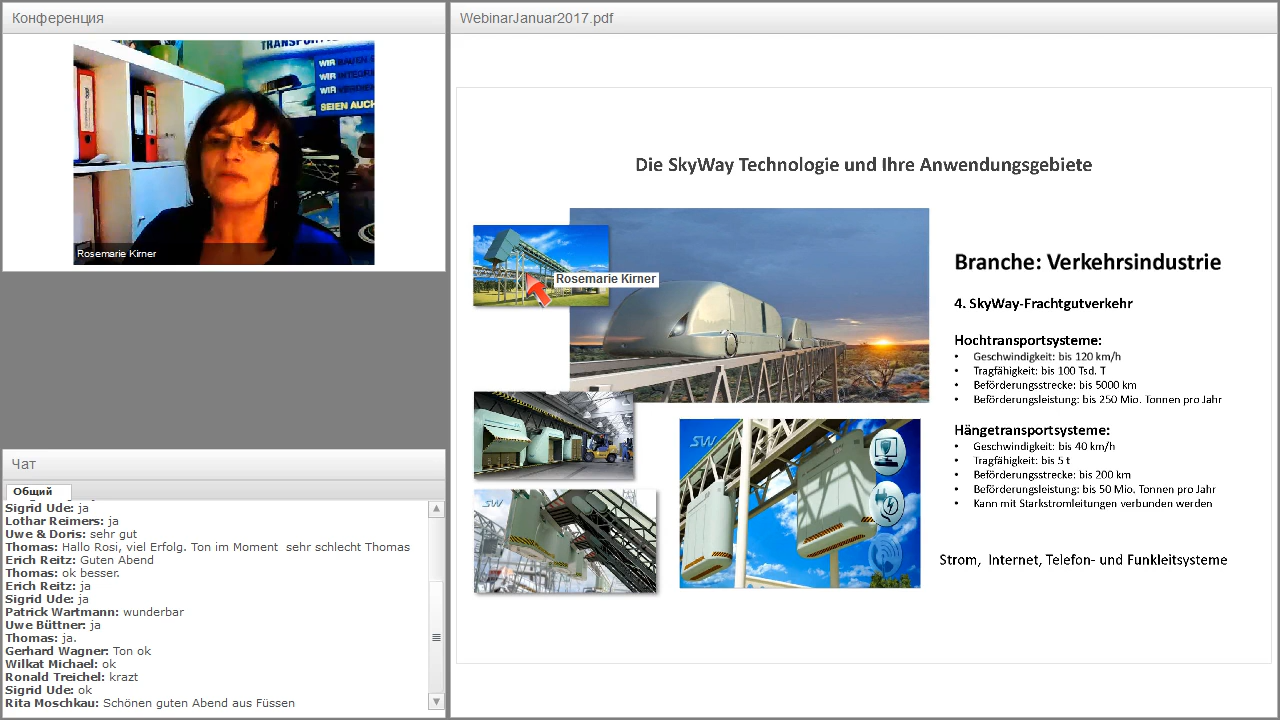 Конференция
TRANSPORT
WIR BAUEN
WIR INTEGR
WIR
SEIEN AUCH
Rosemarie Kirner
Чат
Общий
Sigrid Ude: ja
Lothar Reimers: ja
Uwe & Doris: sehr gut
Thomas: Hallo Rosi, viel Erfolg. Ton im Moment sehr schlecht Thomas
Erich Reitz: Guten Abend
Thomas: ok besser.
Erich Reitz: ja
Sigrid Ude: ja
Patrick Wartmann: wunderbar
Uwe Büttner: ja
Thomas: ja.
Gerhard Wagner: Ton ok
Wilkat Michael: ok
Ronald Treichel: krazt
Sigrid Ude: ok
Rita Moschkau: Schönen guten Abend aus Füssen
WebinarJanuar2017.pdf
Die SkyWay Technologie und Ihre Anwendungsgebiete
Rosemarie Kirner
SW
SW
Branche: Verkehrsindustrie
4. SkyWay-Frachtgutverkehr
Hochtransportsysteme:
• Geschwindigkeit: bis 120 km/h
• Tragfähigkeit: bis 100 Tsd. T
• Beförderungsstrecke: bis 5000 km
• Beförderungsleistung: bis 250 Mio. Tonnen pro Jahr
Hängetransportsysteme:
• Geschwindigkeit: bis 40 km/h
• Tragfähigkeit: bis 5 t
• Beförderungsstrecke: bis 200 km
• Beförderungsleistung: bis 50 Mio. Tonnen pro Jahr
• Kann mit Starkstromleitungen verbunden werden
Strom, Internet, Telefon- und Funkleitsysteme